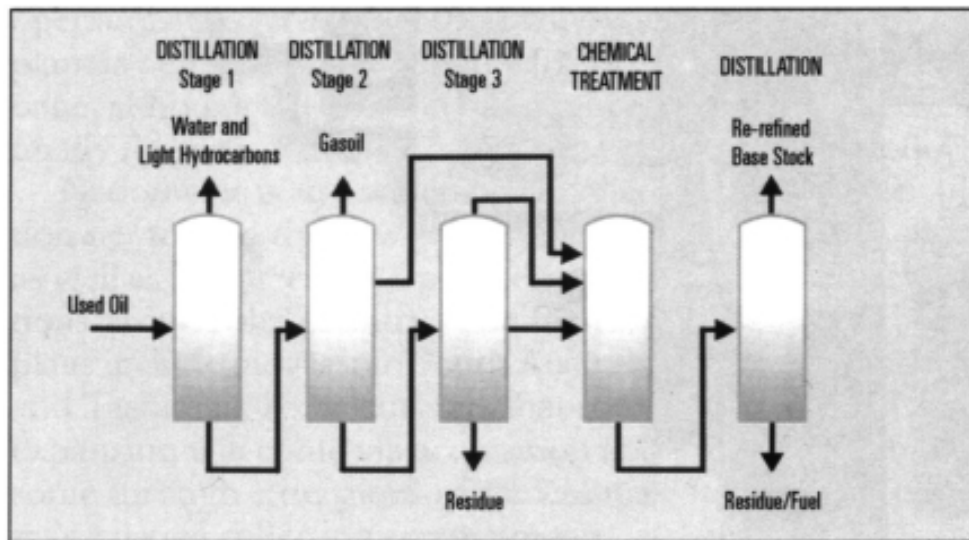 DISTILLATION
Stage 1
DISTILLATION
Stage 2
DISTILLATION
Stage 3
CHEMICAL
TREATMENT
DISTILLATION
Water and
Light Hydrocarbons
Gasoil
Re-refined
Base Stock
Used Oil
Residue
Residue/Fuel